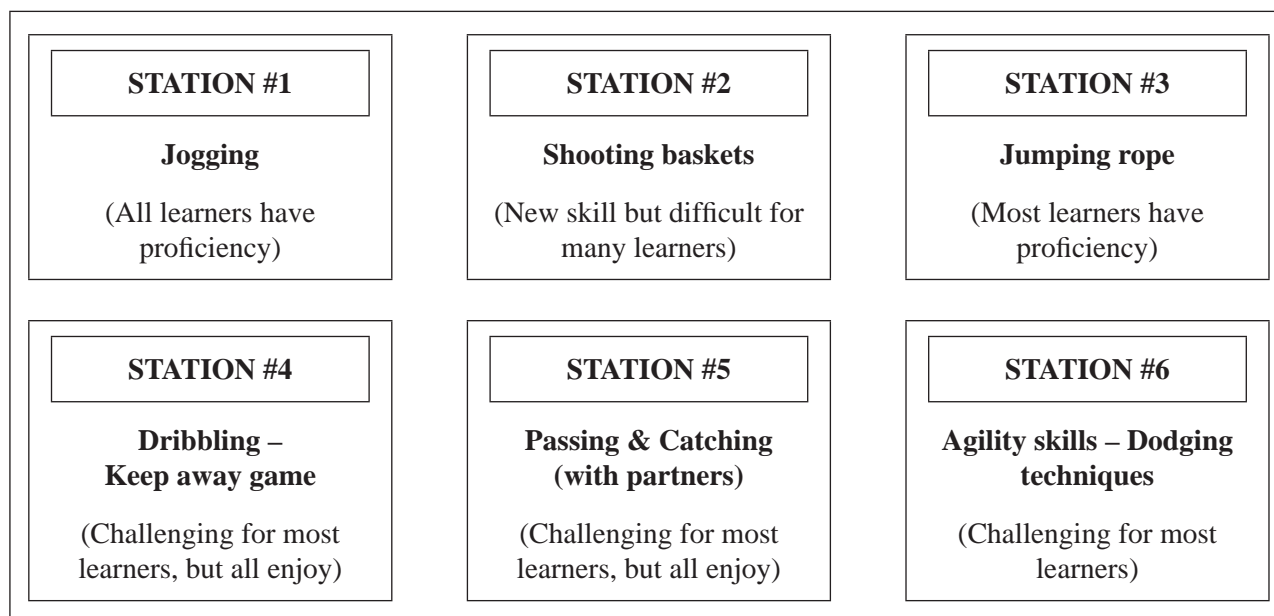 STATION #1
Jogging
(All learners have
proficiency)
STATION #2
Shooting baskets
(New skill but difficult for
many learners)
STATION #3
Jumping rope
(Most learners have
proficiency)
STATION #4
Dribbling –
Keep away game
(Challenging for most
learners, but all enjoy)
STATION #5
Passing & Catching
(with partners)
(Challenging for most
learners, but all enjoy)
STATION #6
Agility skills – Dodging
techniques
(Challenging for most
learners)